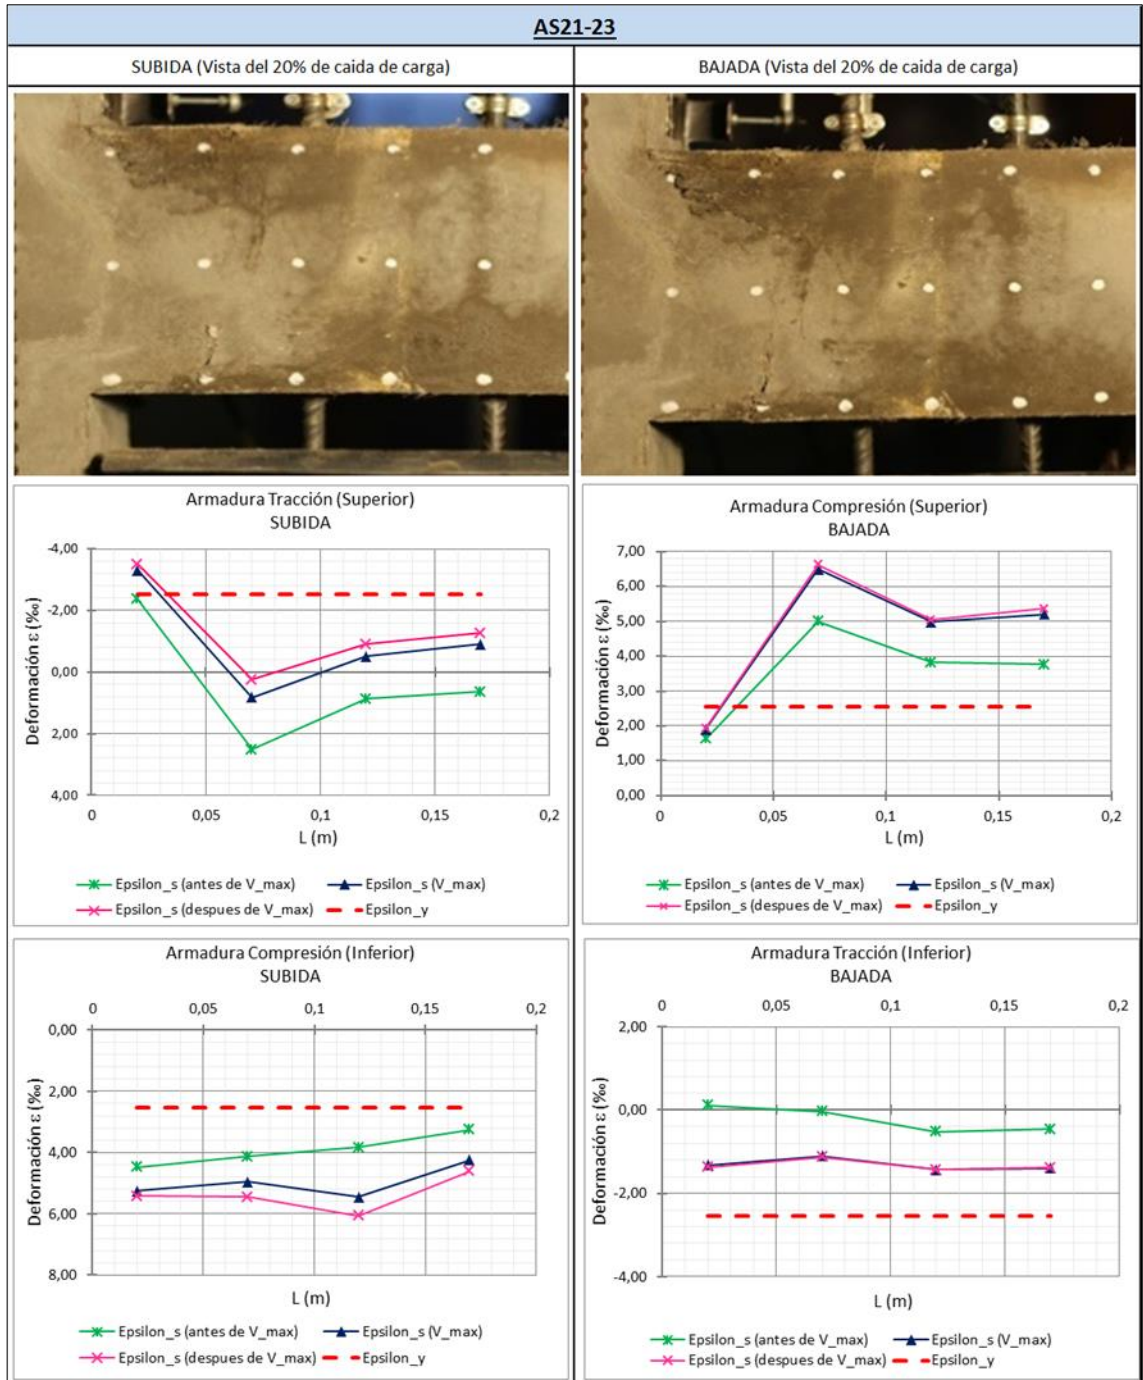 AS21-23
SUBIDA (Vista del 20% de caida de carga)
BAJADA (Vista del 20% de caida de carga)
Armadura Tracción (Superior)
SUBIDA
-4,00
-2,00
0,00
2,00
4,00
0
0,05
0,1
0,15
0,2
Deformación ε (‰)
L (m)
Epsilon_s (antes de V_max)
Epsilon_s (V_max)
Epsilon_s (despues de V_max)
Epsilon_y
Armadura Compresión (Superior)
BAJADA
7,00
6,00
5,00
4,00
3,00
2,00
1,00
0,00
0
0,05
0,1
0,15
0,2
Deformación ε (‰)
L (m)
Epsilon_s (antes de V_max)
Epsilon_s (V_max)
Epsilon_s (despues de V_max)
Epsilon_y
Armadura Compresión (Inferior)
SUBIDA
0
0,05
0,1
0,15
0,2
0,00
2,00
4,00
6,00
8,00
Deformación ε (‰)
L (m)
Epsilon_s (antes de V_max)
Epsilon_s (V_max)
Epsilon_s (despues de V_max)
Epsilon_y
Armadura Tracción (Inferior)
BAJADA
0
0,05
0,1
0,15
0,2
2,00
0,00
-2,00
-4,00
Deformación ε (‰)
L (m)
Epsilon_s (antes de V_max)
Epsilon_s (V_max)
Epsilon_s (despues de V_max)
Epsilon_y